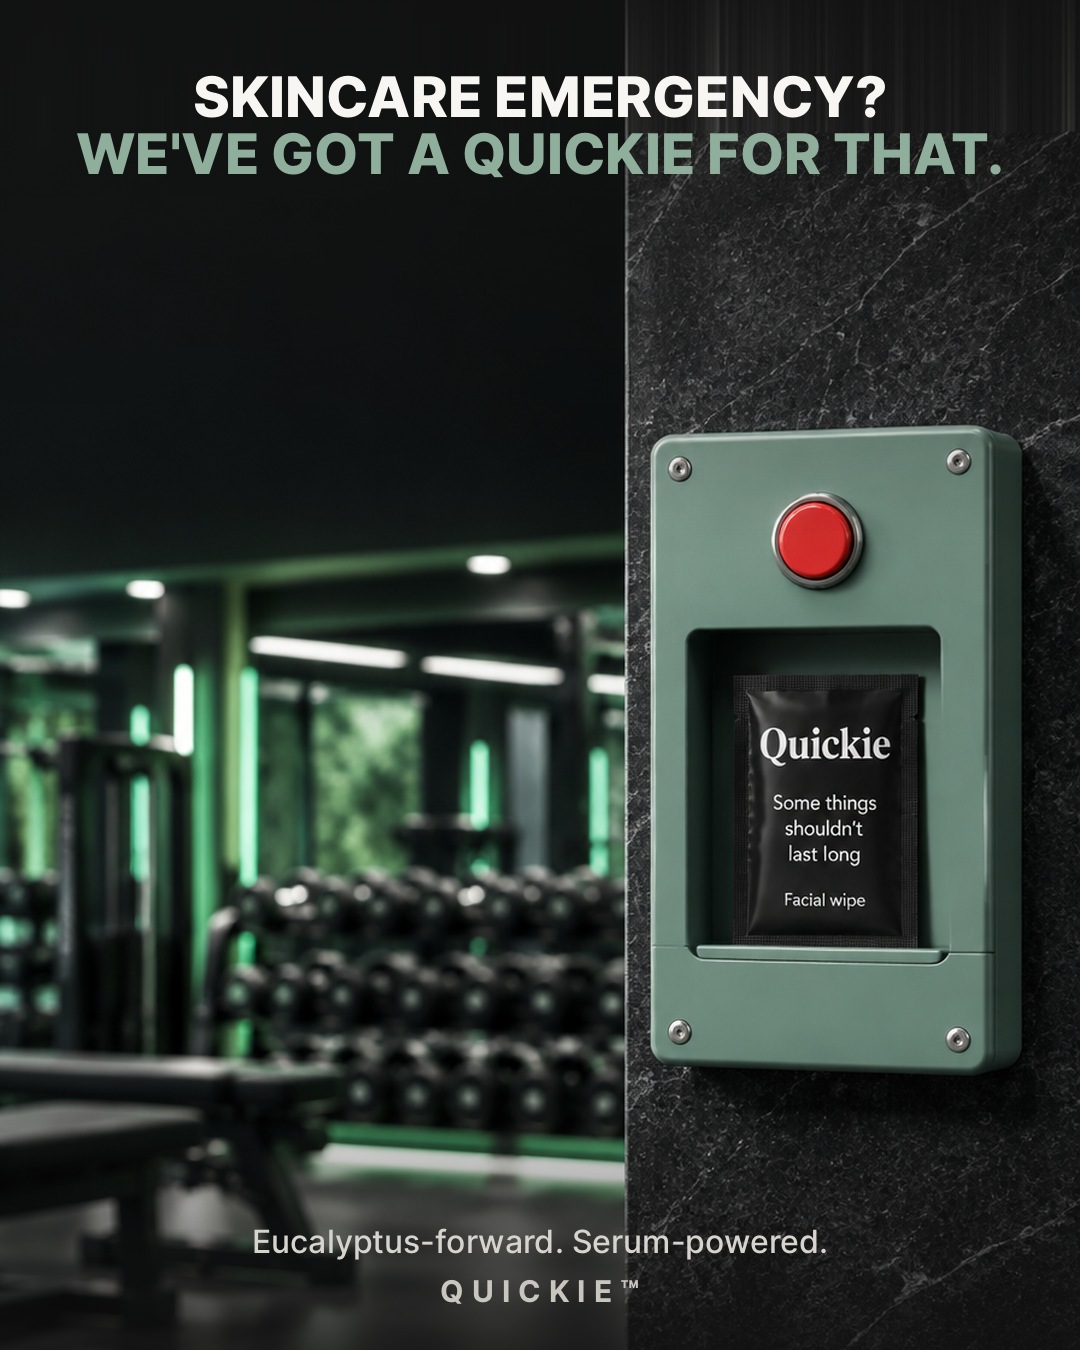 SKINCARE EMERGENCY?
WE'VE GOT A QUICKIE FOR THAT.
Quickie
Some things
shouldn't
last long
Facial wipe
Eucalyptus-forward. Serum-powered.
QUICKIE™